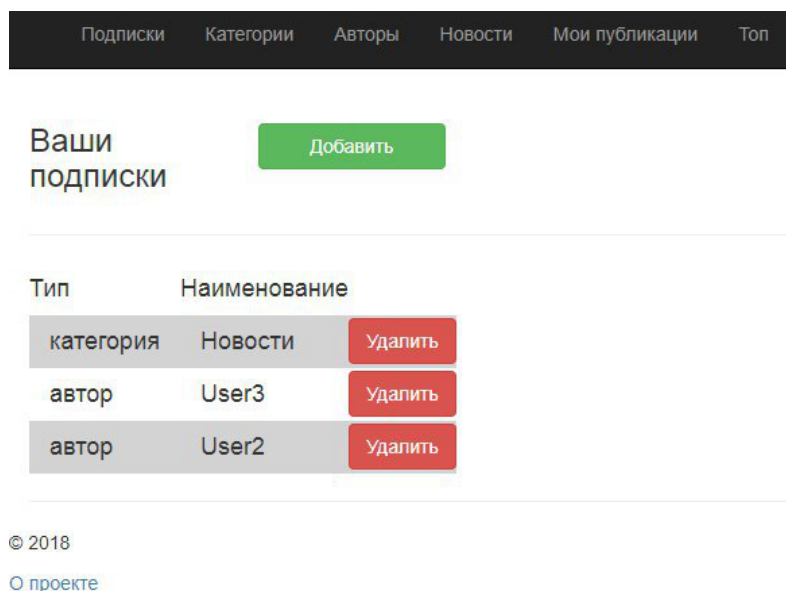 Подписки Категории Авторы Новости Мои публикации Топ
Ваши
подписки
Добавить
Тип Наименование
категория Новости Удалить
автор User3 Удалить
автор User2 Удалить
© 2018
О проекте